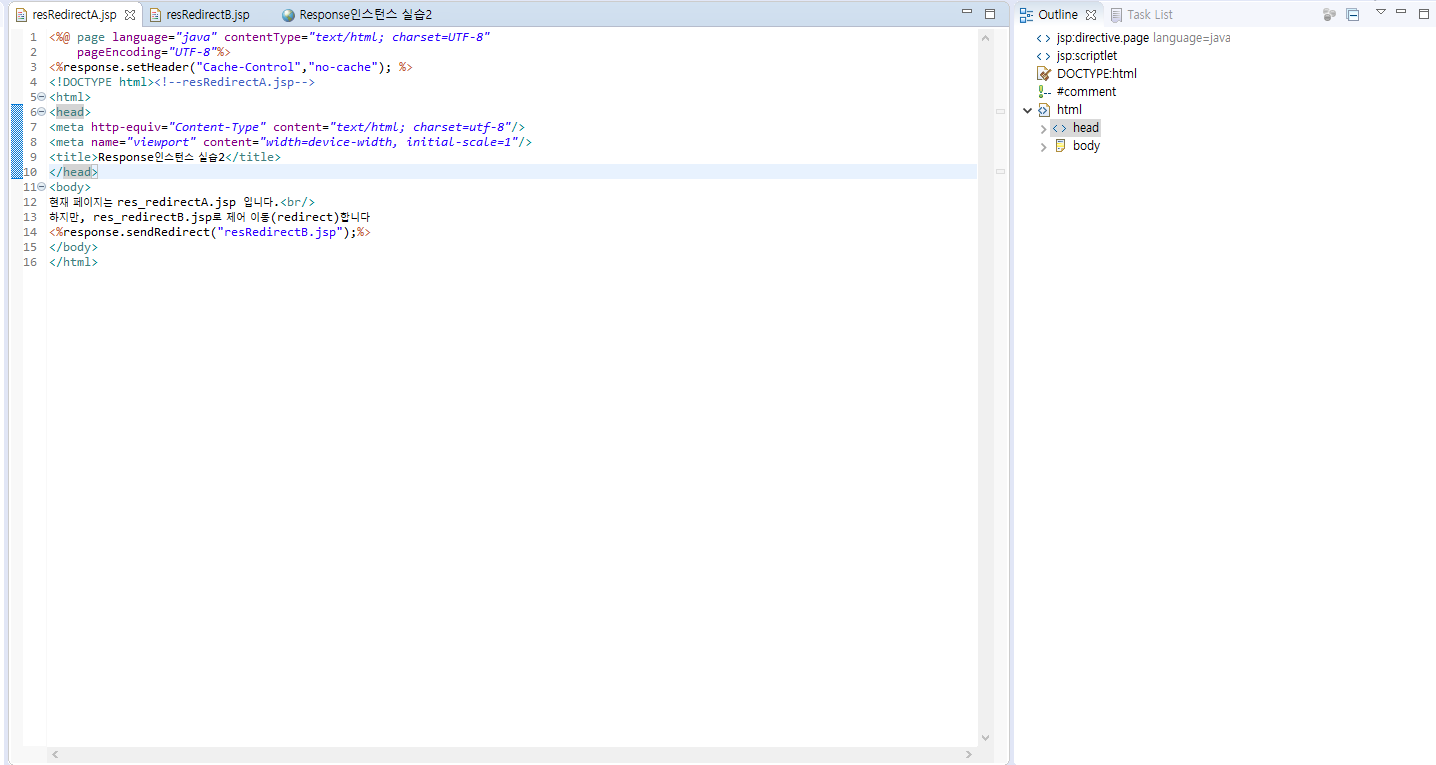 resRedirectA.jsp resRedirectB.jsp Response인스턴스 실습2
1 <%@ page language="java" contentType="text/html; charset=UTF-8"
2 pageEncoding="UTF-8"%>
3 <%response.setHeader("Cache-Control","no-cache"); %>
4 <!DOCTYPE html><!--resRedirectA.jsp-->
5 <html>
6 <head>
7 <meta http-equiv="Content-Type" content="text/html; charset=utf-8"/>
8 <meta name="viewport" content="width=device-width, initial-scale=1"/>
9 <title>Response인스턴스 실습2</title>
10 </head>
11 <body>
12 현재 페이지는 res_redirectA.jsp 입니다.<br/>
13 하지만, res_redirectB.jsp로 제어 이동(redirect)합니다
14 <%response.sendRedirect("resRedirectB.jsp");%>
15 </body>
16 </html>
Outline Task List
jsp:directive.page language=java
jsp:scriptlet
DOCTYPE:html
#comment
html
head
body